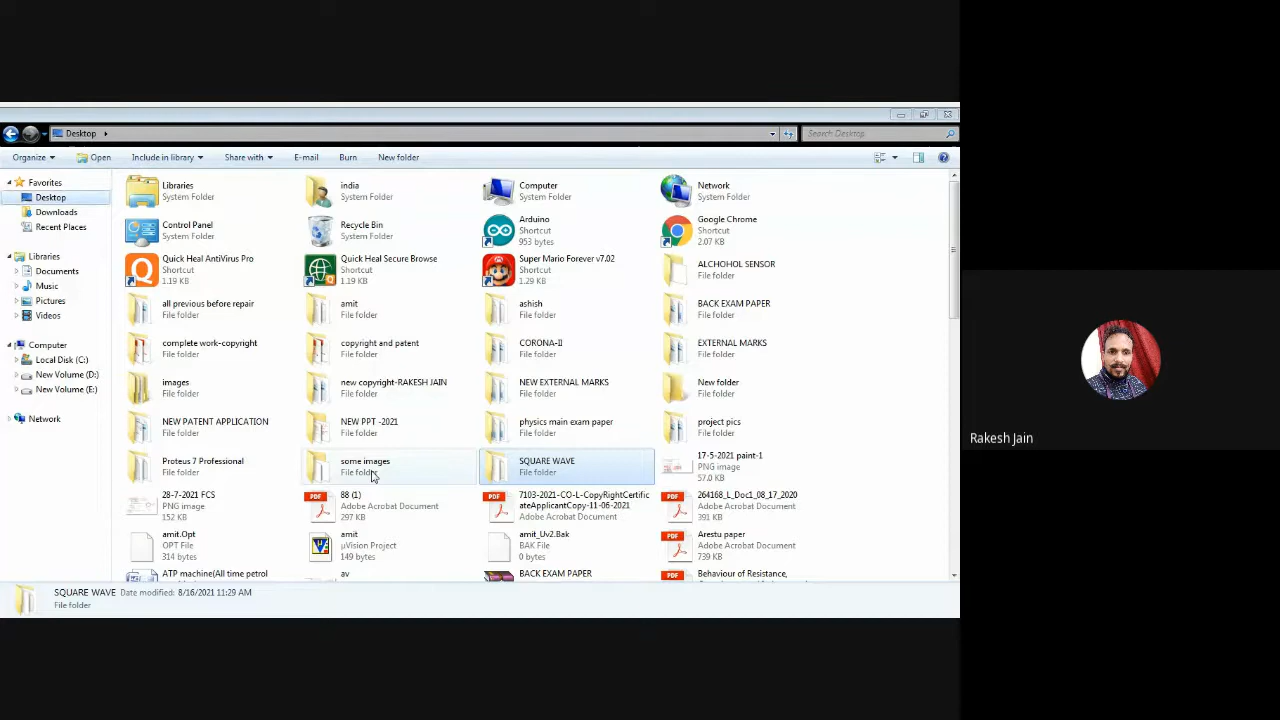 Desktop
Search Desktop
Organize
Open
Include in library
Share with
E-mail
Burn
New folder
Favorites
Desktop
Downloads
Recent Places
Libraries
Documents
Music
Pictures
Videos
Computer
Local Disk (C:)
New Volume (D:)
New Volume (E:)
Network
Libraries
System Folder
india
System Folder
Computer
System Folder
Network
System Folder
Control Panel
System Folder
Recycle Bin
System Folder
Arduino
Shortcut
953 bytes
Google Chrome
Shortcut
2.07 KB
Quick Heal AntiVirus Pro
Shortcut
1.19 KB
Quick Heal Secure Browse
Shortcut
1.19 KB
Super Mario Forever v7.02
Shortcut
1.29 KB
ALCHOHOL SENSOR
File folder
all previous before repair
File folder
amit
File folder
ashish
File folder
BACK EXAM PAPER
File folder
complete work-copyright
File folder
copyright and patent
File folder
CORONA-II
File folder
EXTERNAL MARKS
File folder
images
File folder
new copyright-RAKESH JAIN
File folder
NEW EXTERNAL MARKS
File folder
New folder
File folder
NEW PATENT APPLICATION
File folder
NEW PPT -2021
File folder
physics main exam paper
File folder
project pics
File folder
Proteus 7 Professional
File folder
some images
File folder
SQUARE WAVE
File folder
17-5-2021 paint-1
PNG image
57.0 KB
28-7-2021 FCS
PNG image
152 KB
88 (1)
Adobe Acrobat Document
297 KB
7103-2021-CO-L-CopyRightCertific
ateApplicantCopy-11-06-2021
Adobe Acrobat Document
264168_L_Doc1_08_17_2020
Adobe Acrobat Document
391 KB
amit.Opt
OPT File
314 bytes
amit
µVision Project
149 bytes
amit_Uv2.Bak
BAK File
0 bytes
Arestu paper
Adobe Acrobat Document
739 KB
ATP machine(All time petrol
av
BACK EXAM PAPER
Behaviour of Resistance,
SQUARE WAVE Date modified: 8/16/2021 11:29 AM
File folder
Rakesh Jain